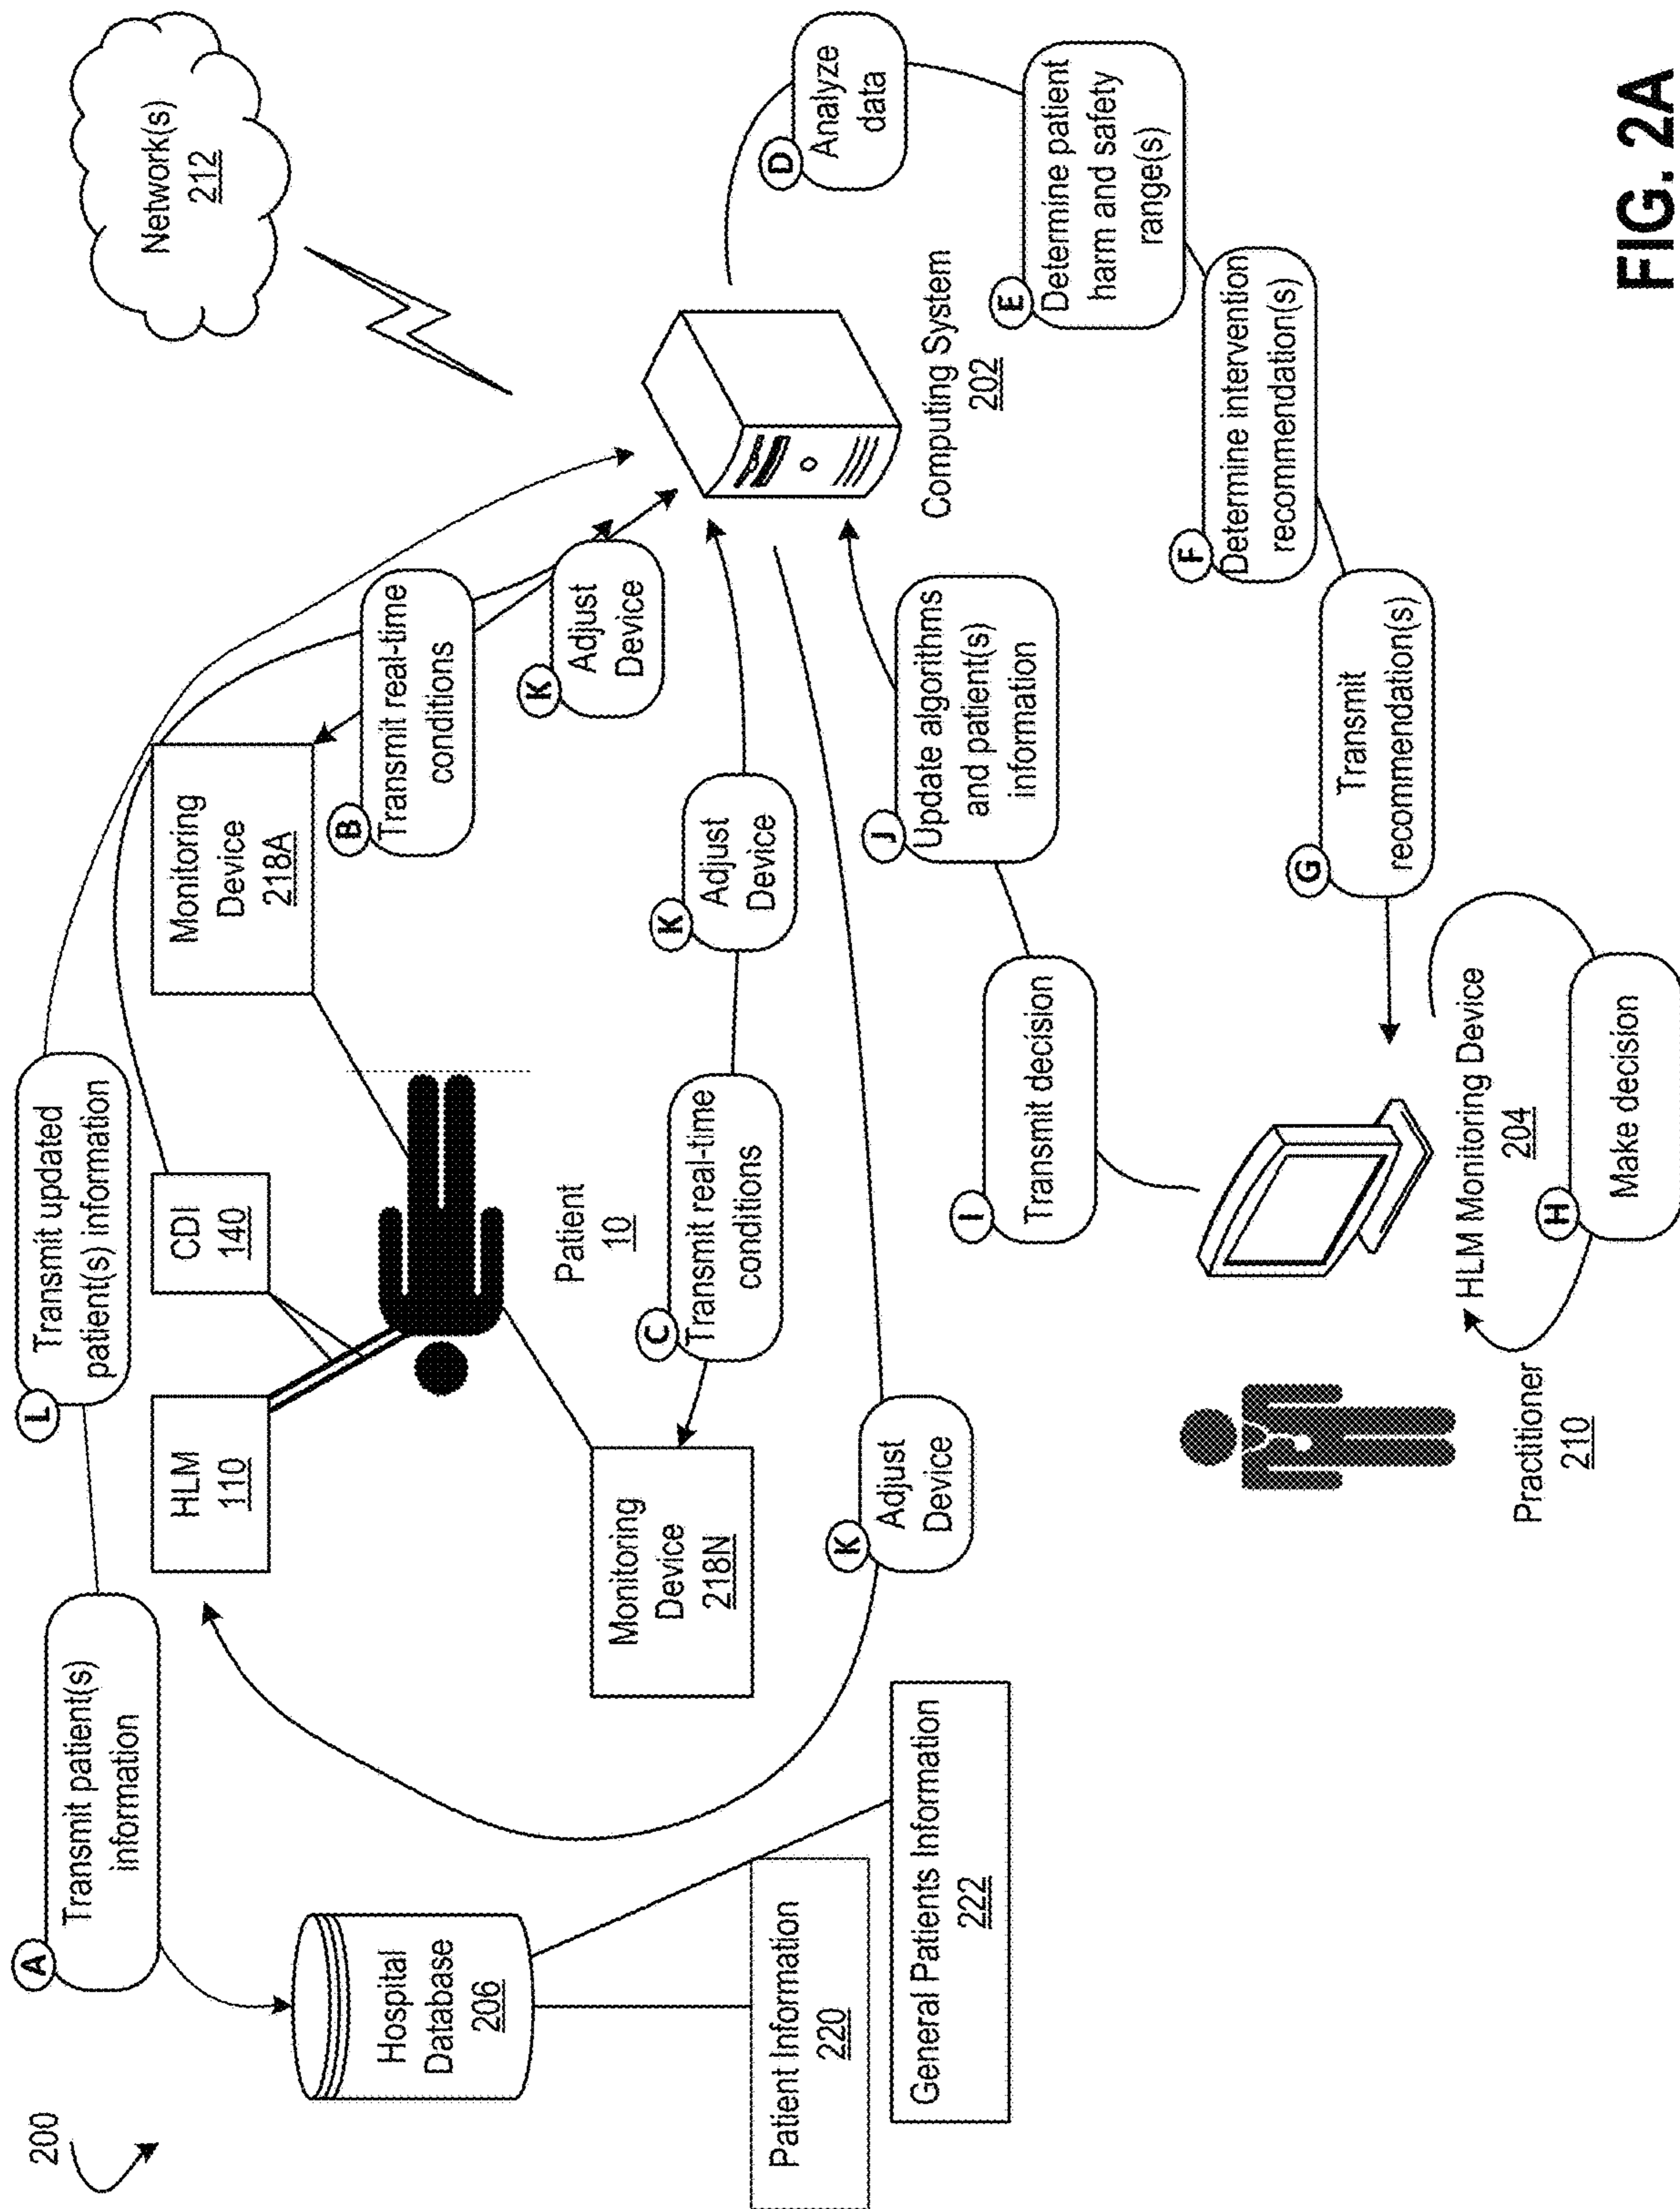 200
A
Transmit patient(s)
information
L
Transmit updated
patient(s) information
Network(s)
212
HLM
110
CDI
140
Monitoring
Device
218A
B
Transmit real-time
conditions
Hospital
Database
206
K
Adjust
Device
Patient
10
Monitoring
Device
218N
C
Transmit real-time
conditions
K
Adjust
Device
D
Analyze
data
Computing System
202
Patient Information
220
General Patients Information
222
K
Adjust
Device
J
Update algorithms
and patient(s)
information
E
Determine patient
harm and safety
range(s)
I
Transmit decision
F
Determine intervention
recommendation(s)
G
Transmit
recommendation(s)
HLM Monitoring Device
204
Practitioner
210
H
Make decision
FIG. 2A